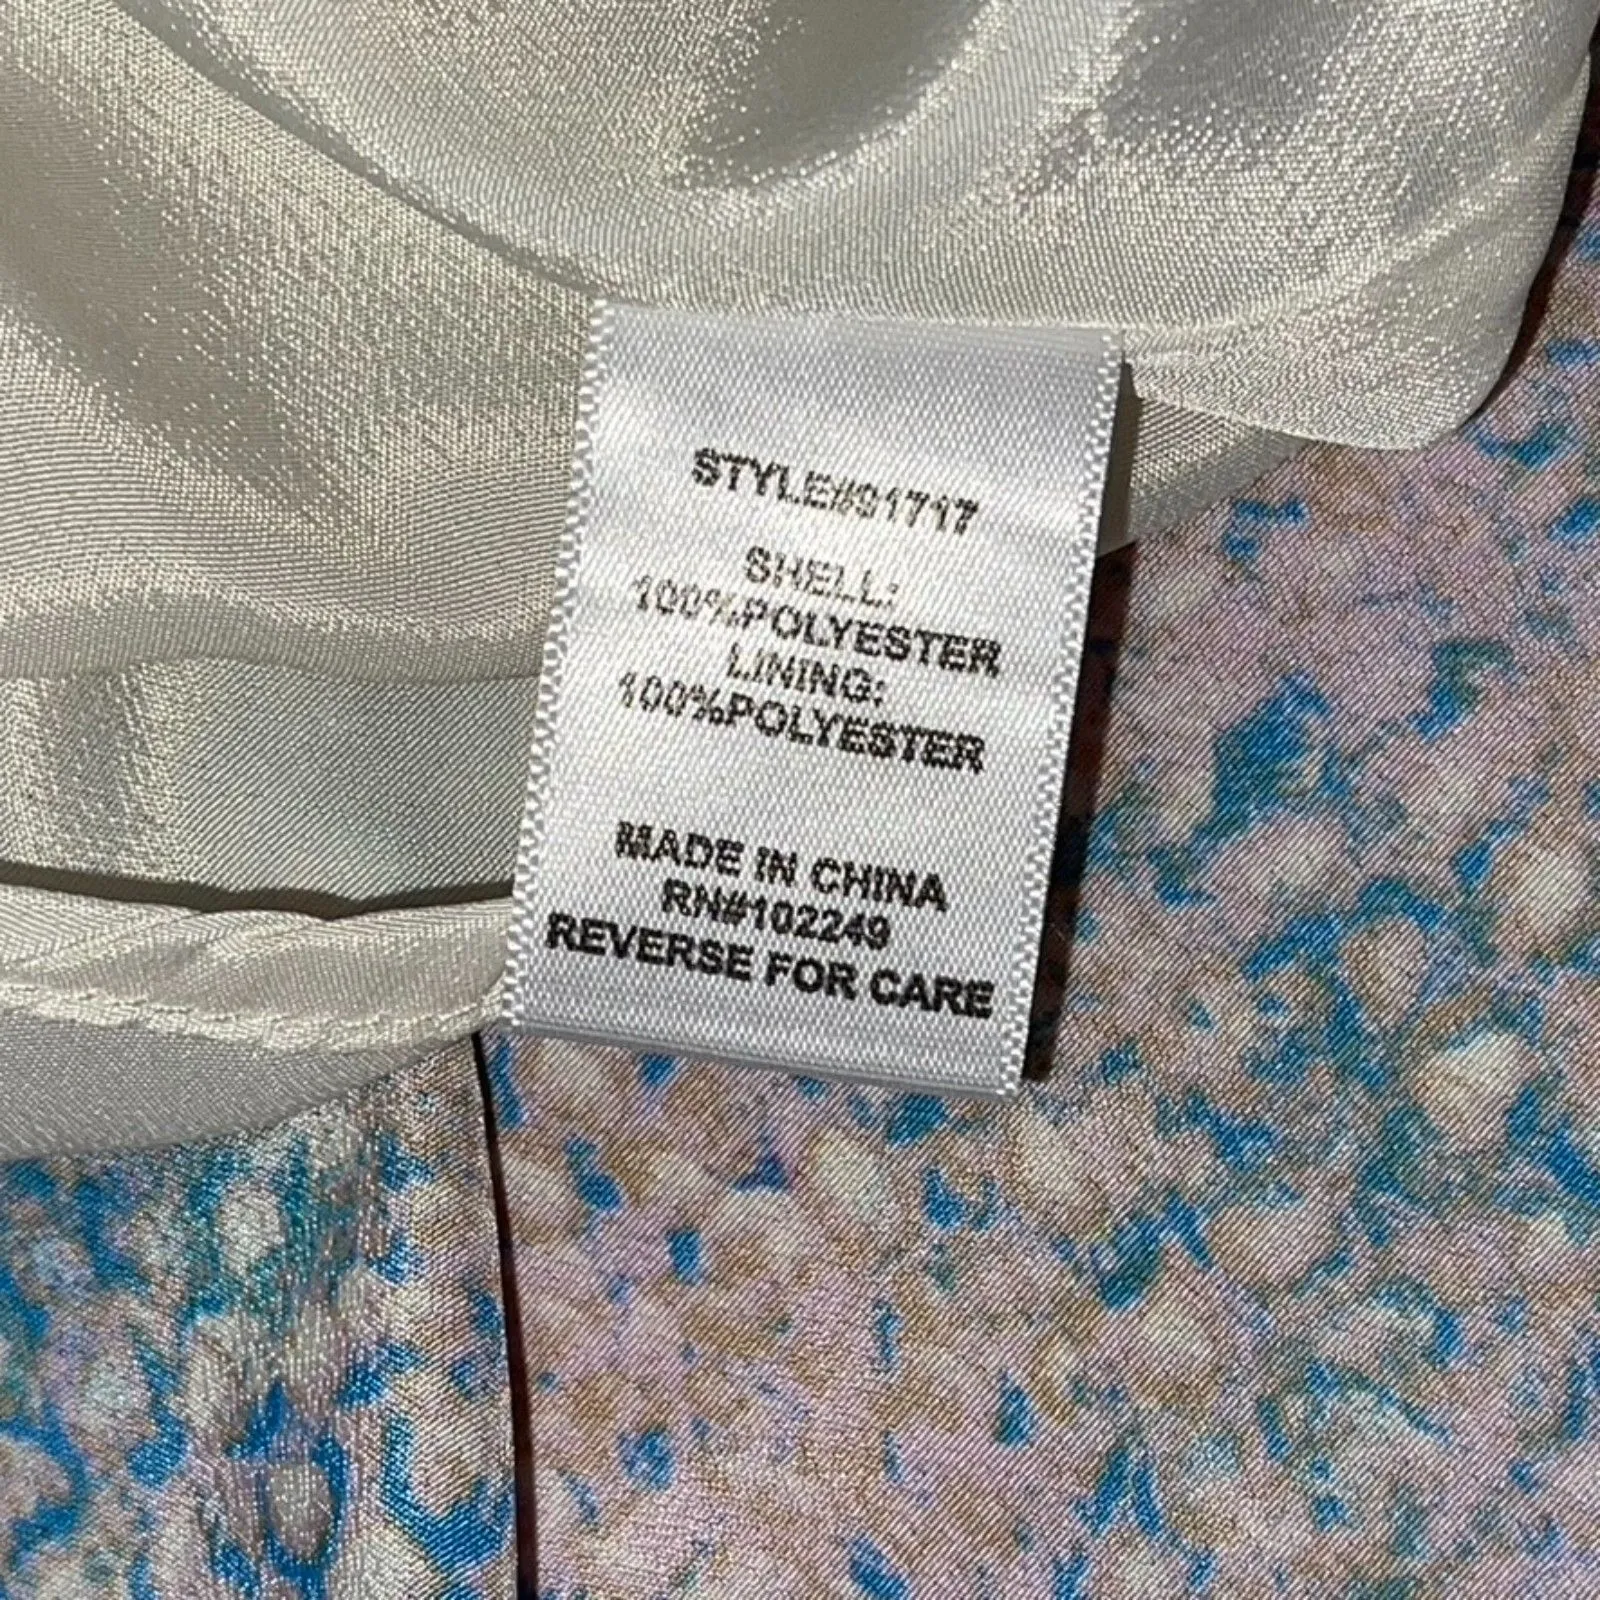 STYLE#91717
SHELL:
100%POLYESTER
LINING:
100%POLYESTER
MADE IN CHINA
RN#102249
REVERSE FOR CARE